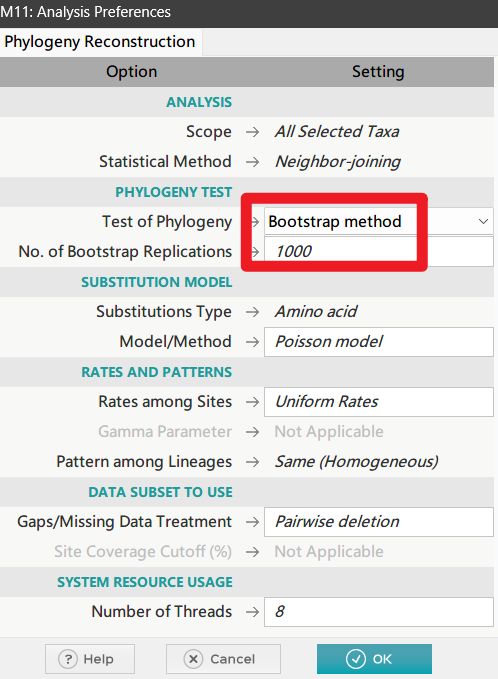 M11: Analysis Preferences
Phylogeny Reconstruction
Option Setting
ANALYSIS
Scope → All Selected Taxa
Statistical Method → Neighbor-joining
PHYLOGENY TEST
Test of Phylogeny → Bootstrap method
No. of Bootstrap Replications → 1000
SUBSTITUTION MODEL
Substitutions Type → Amino acid
Model/Method → Poisson model
RATES AND PATTERNS
Rates among Sites → Uniform Rates
Gamma Parameter → Not Applicable
Pattern among Lineages → Same (Homogeneous)
DATA SUBSET TO USE
Gaps/Missing Data Treatment → Pairwise deletion
Site Coverage Cutoff (%) → Not Applicable
SYSTEM RESOURCE USAGE
Number of Threads → 8
? Help Cancel OK